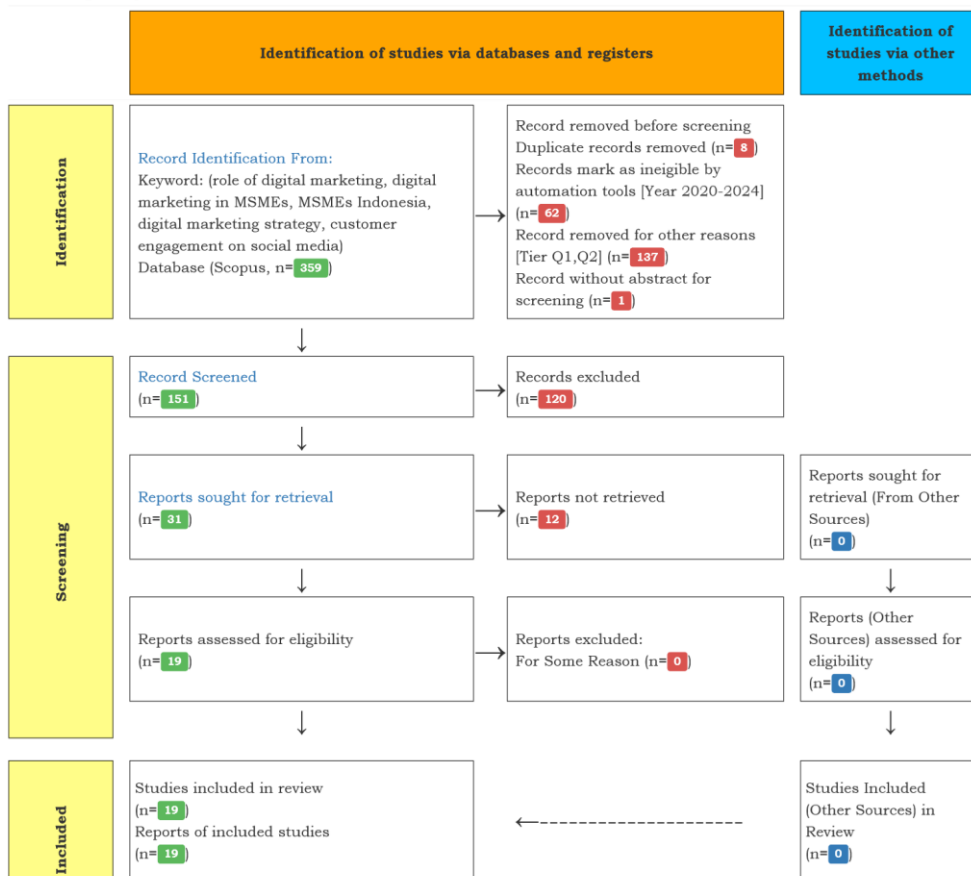 Identification of studies via databases and registers
Identification of
studies via other
methods
Identification
Record Identification From:
Keyword: (role of digital marketing, digital
marketing in MSMEs, MSMEs Indonesia,
digital marketing strategy, customer
engagement on social media)
Database (Scopus, n=359)
Record removed before screening
Duplicate records removed (n=8)
Records mark as ineigible by
automation tools [Year 2020-2024]
(n=62)
Record removed for other reasons
[Tier Q1,Q2] (n=137)
Record without abstract for
screening (n=1)
Screening
Record Screened
(n=151)
Records excluded
(n=120)
Reports sought for retrieval
(n=31)
Reports not retrieved
(n=12)
Reports sought for
retrieval (From Other
Sources)
(n=0)
Reports assessed for eligibility
(n=19)
Reports excluded:
For Some Reason (n=0)
Reports (Other
Sources) assessed for
eligibility
(n=0)
Included
Studies included in review
(n=19)
Reports of included studies
(n=19)
Studies Included
(Other Sources) in
Review
(n=0)